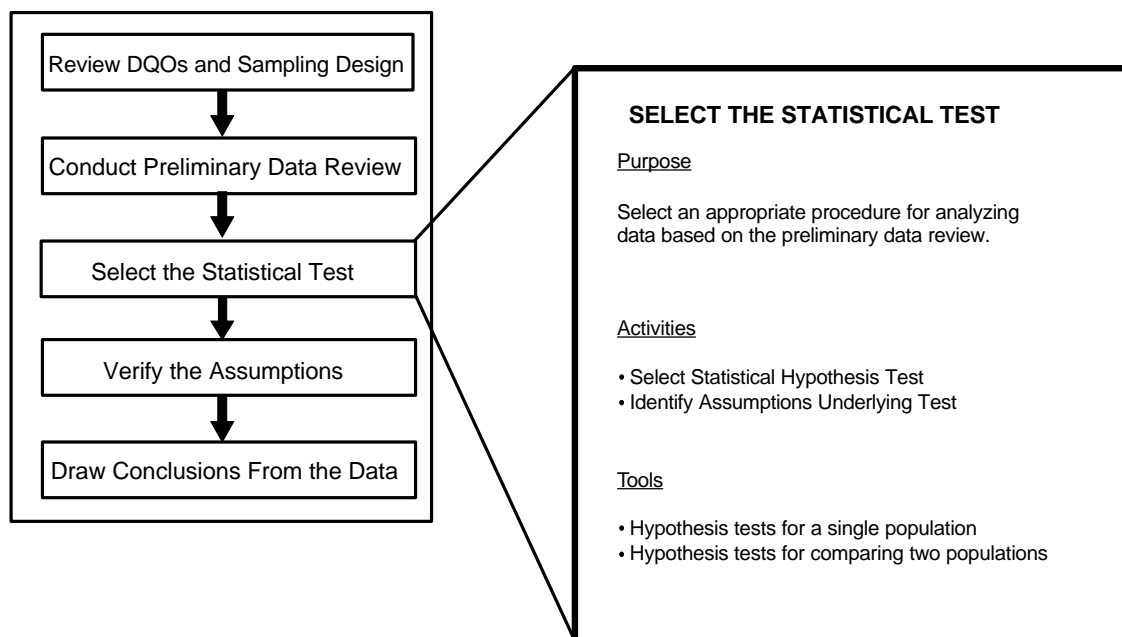 Review DQOs and Sampling Design
Conduct Preliminary Data Review
Select the Statistical Test
Verify the Assumptions
Draw Conclusions From the Data
SELECT THE STATISTICAL TEST
Purpose
Select an appropriate procedure for analyzing
data based on the preliminary data review.
Activities
• Select Statistical Hypothesis Test
• Identify Assumptions Underlying Test
Tools
• Hypothesis tests for a single population
• Hypothesis tests for comparing two populations